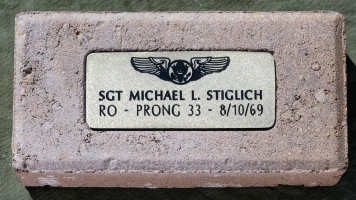 SGT MICHAEL L. STIGLICH
RO - PRONG 33 - 8/10/69